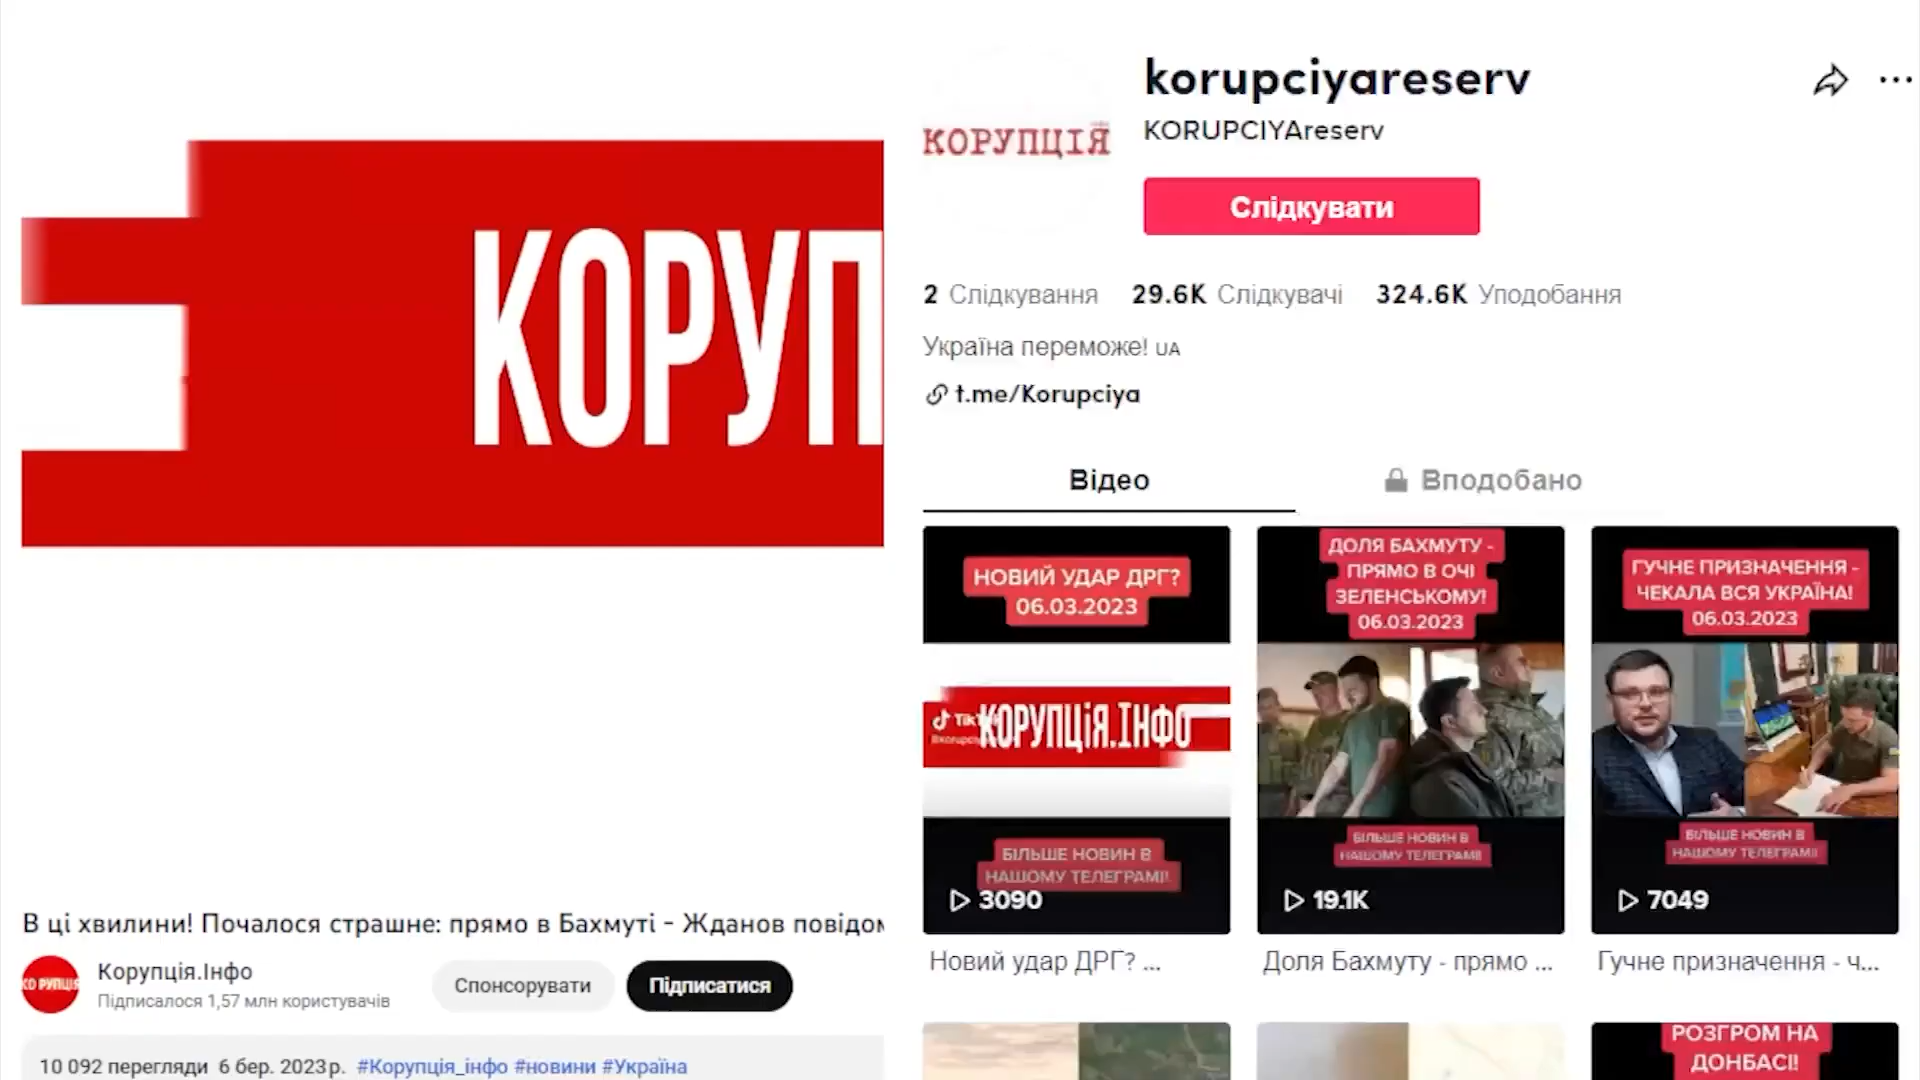 КОРУП
В ці хвилини! Почалося страшне: прямо в Бахмуті - Жданов повідом
КОРУПЦІЯ
Корупція.Інфо
Підписалося 1,57 млн користувачів
Спонсорувати
Підписатися
10 092 перегляди 6 бер. 2023 р. #Корупція_інфо #новини #Україна
КОРУПЦІЯ
korupciyareserv
KORUPCIYAreserv
Слідкувати
2 Слідкування 29.6K Слідкувачі 324.6K Уподобання
Україна переможе! UA
t.me/Korupciya
Відео
Вподобано
НОВИЙ УДАР ДРГ?
06.03.2023
КОРУПЦіЯ.ІНФО
БІЛЬШЕ НОВИН В
НАШОМУ ТЕЛЕГРАМІ!
3090
Новий удар ДРГ? ...
ДОЛЯ БАХМУТУ -
ПРЯМО В ОЧІ
ЗЕЛЕНСЬКОМУ!
06.03.2023
БІЛЬШЕ НОВИН В
НАШОМУ ТЕЛЕГРАМІ!
19.1K
Доля Бахмуту - прямо ...
ГУЧНЕ ПРИЗНАЧЕННЯ -
ЧЕКАЛА ВСЯ УКРАЇНА!
06.03.2023
БІЛЬШЕ НОВИН В
НАШОМУ ТЕЛЕГРАМІ!
7049
Гучне призначення - ч...
РОЗГРОМ НА
ДОНБАСІ!